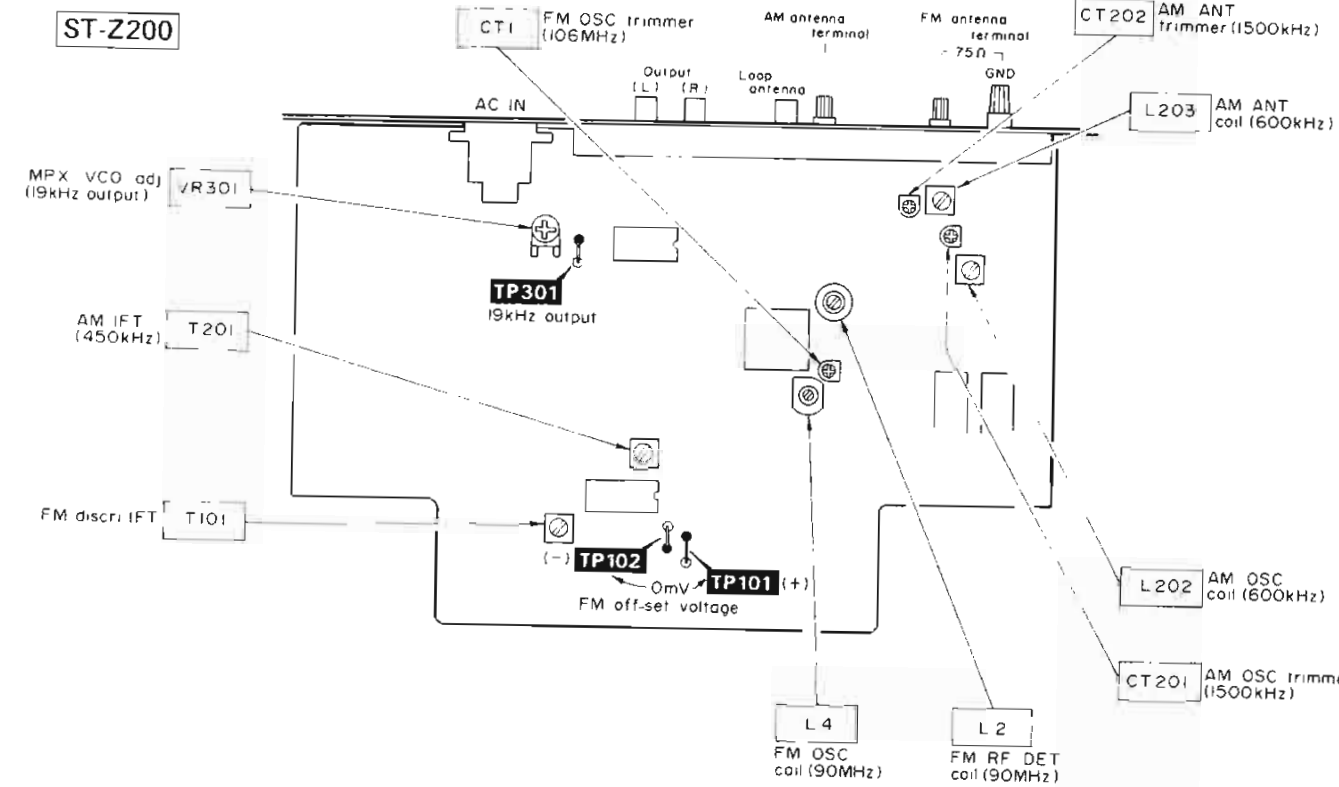 ST-Z200
CT1
FM OSC trimmer
(106MHz)
AM antenna
terminal
FM antenna
terminal
75Ω
GND
CT202
AM ANT
trimmer (1500kHz)
Output
(L) (R)
Loop
antenna
AC IN
L203
AM ANT
coil (600kHz)
MPX VCO adj
(19kHz output)
VR301
TP301
19kHz output
AM IFT
(450kHz)
T201
FM discri IFT
T101
(-) TP102
0mV
TP101 (+)
FM off-set voltage
L202
AM OSC
coil (600kHz)
CT201
AM OSC trimme
(1500kHz)
L4
FM OSC
coil (90MHz)
L2
FM RF DET
coil (90MHz)